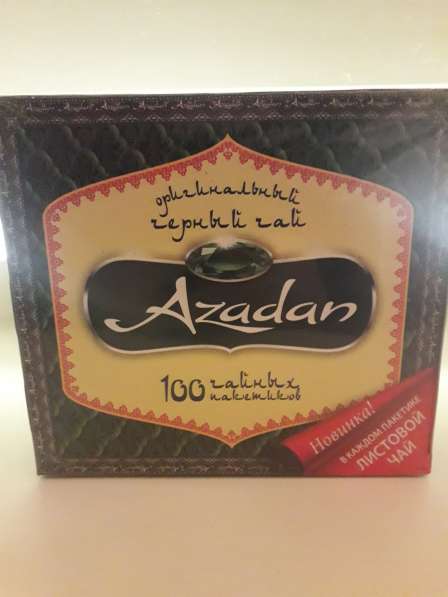 оригинальный
черный чай
Azadan
100 чайных
пакетиков
Новинка!
В КАЖДОМ ПАКЕТИКЕ
ЛИСТОВОЙ
ЧАЙ